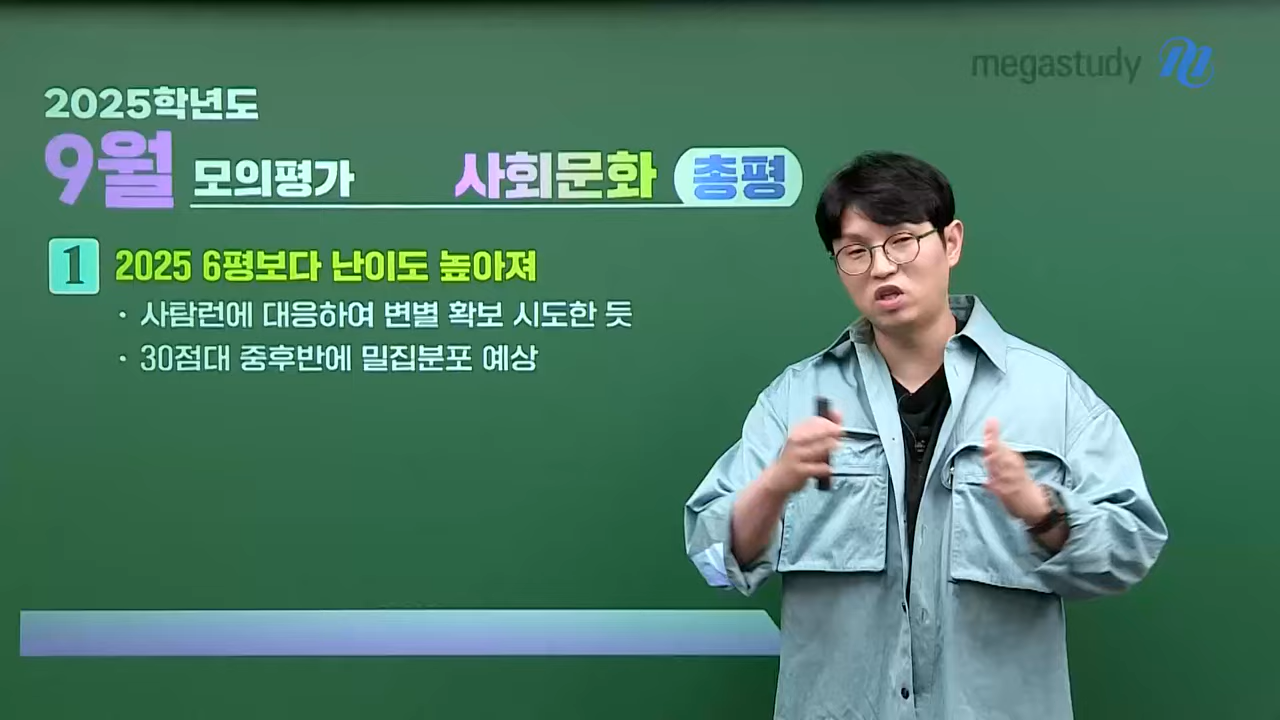 megastudy
2025학년도
9월 모의평가 사회문화 총평
1 2025 6평보다 난이도 높아져
· 사탐런에 대응하여 변별 확보 시도한 듯
· 30점대 중후반에 밀집분포 예상